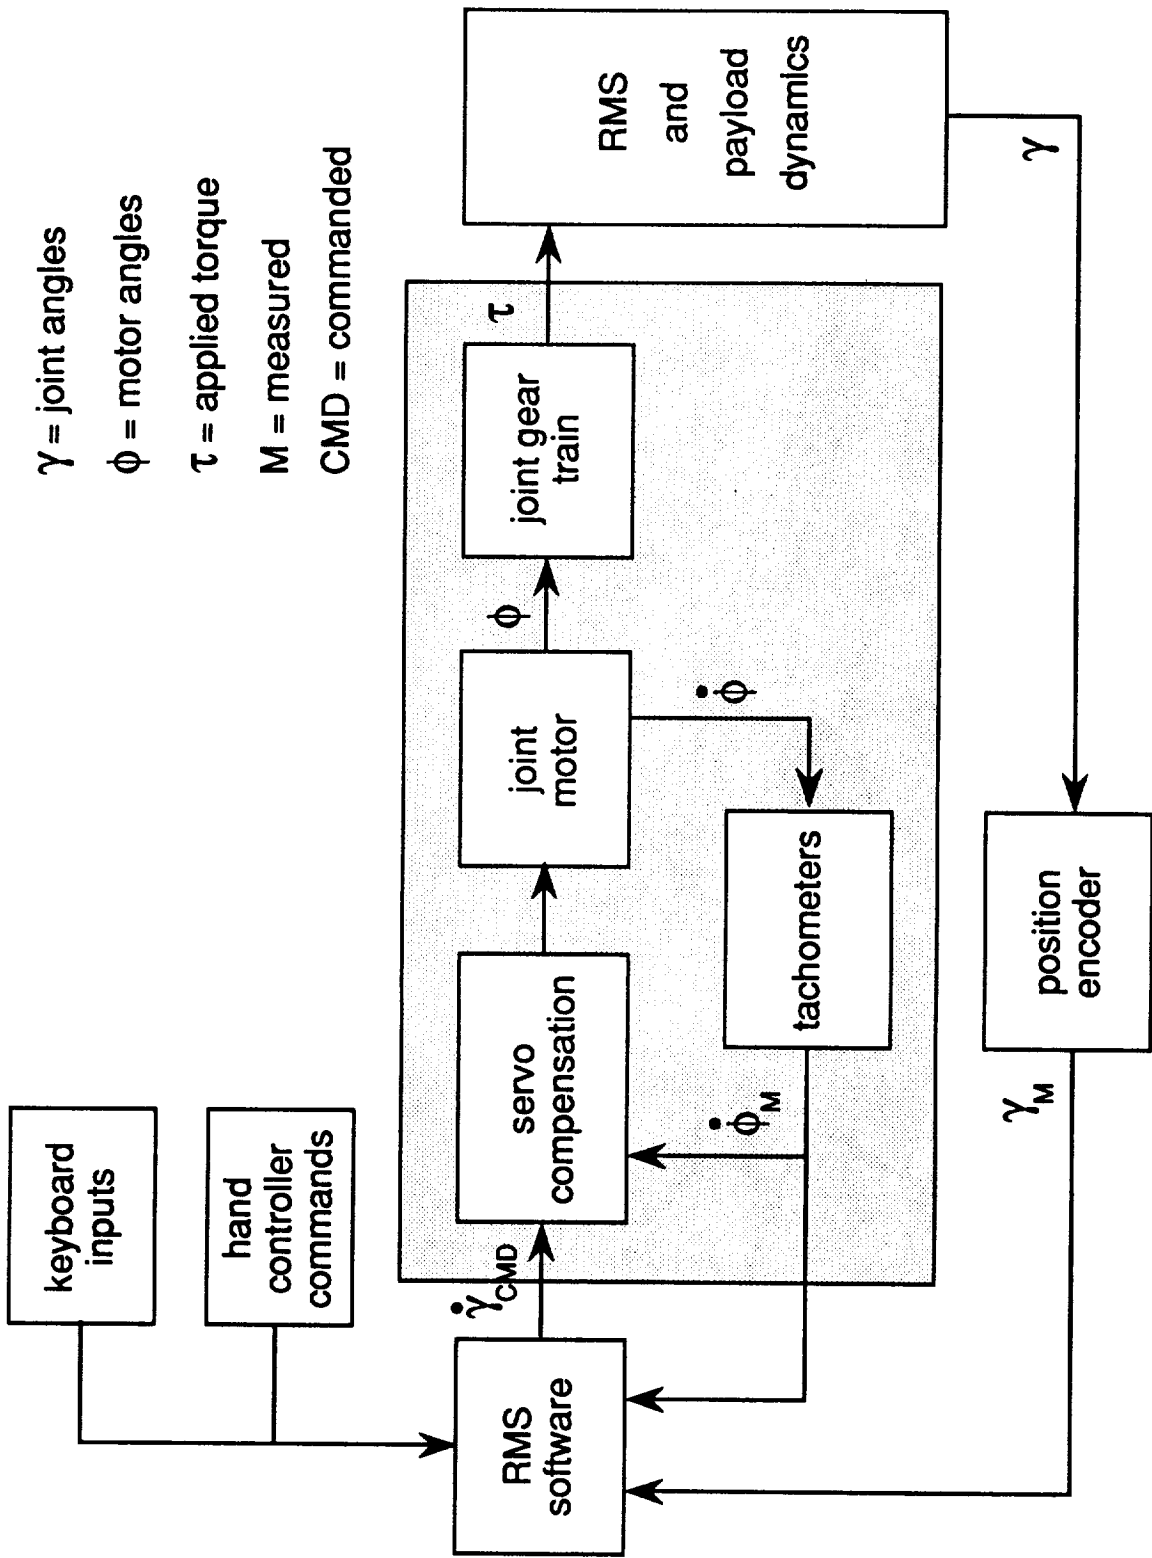 γ = joint angles
ϕ = motor angles
τ = applied torque
M = measured
CMD = commanded
keyboard
inputs
hand
controller
commands
RMS
software
γ̇CMD
servo
compensation
joint
motor
ϕ
joint gear
train
τ
RMS
and
payload
dynamics
ϕ̇
tachometers
ϕ̇M
γ
position
encoder
γM